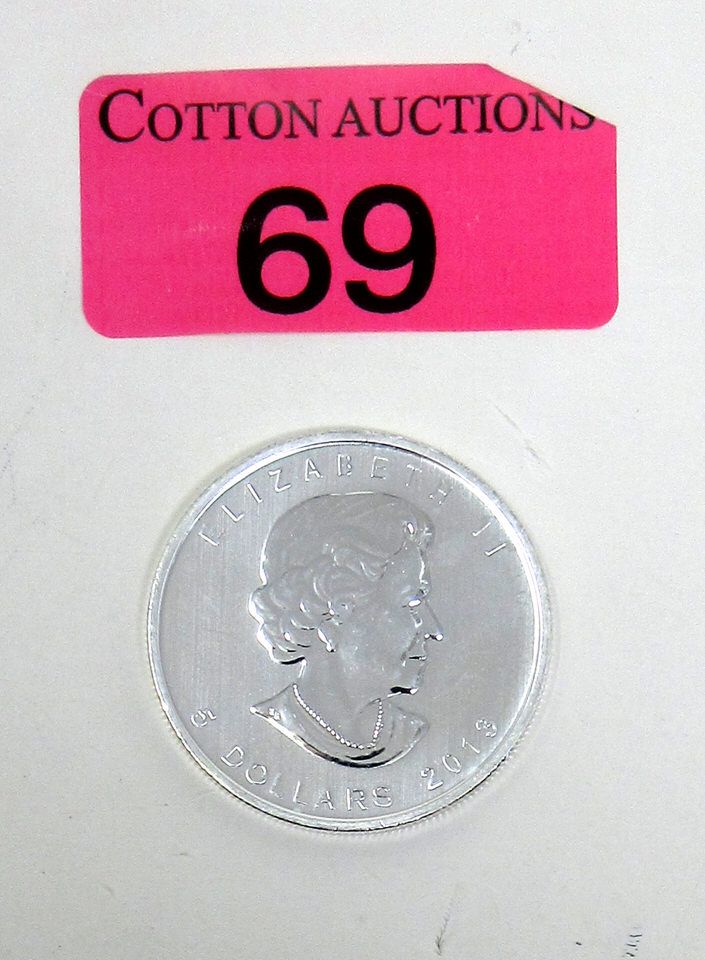 COTTON AUCTIONS
69
ELIZABETH II
5 DOLLARS 2013